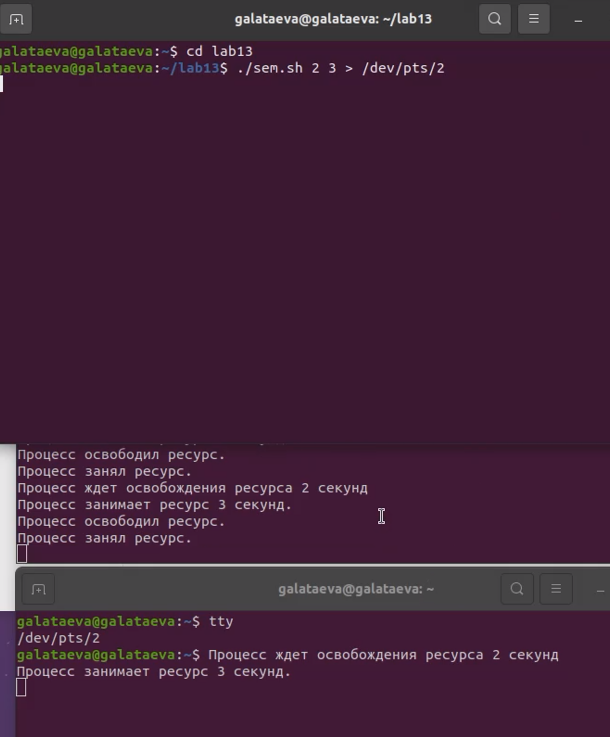 galataeva@galataeva: ~/lab13
galataeva@galataeva:~$ cd lab13
galataeva@galataeva:~/lab13$ ./sem.sh 2 3 > /dev/pts/2
Процесс освободил ресурс.
Процесс занял ресурс.
Процесс ждет освобождения ресурса 2 секунд
Процесс занимает ресурс 3 секунд.
Процесс освободил ресурс.
Процесс занял ресурс.
galataeva@galataeva: ~
galataeva@galataeva:~$ tty
/dev/pts/2
galataeva@galataeva:~$ Процесс ждет освобождения ресурса 2 секунд
Процесс занимает ресурс 3 секунд.